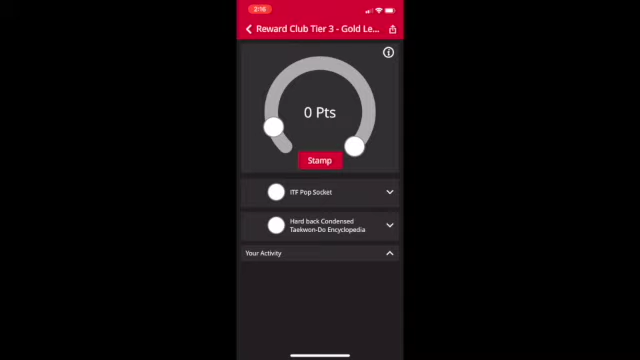 2:16
Reward Club Tier 3 - Gold Le...
0 Pts
Stamp
ITF Pop Socket
Hard back Condensed
Taekwon-Do Encyclopedia
Your Activity